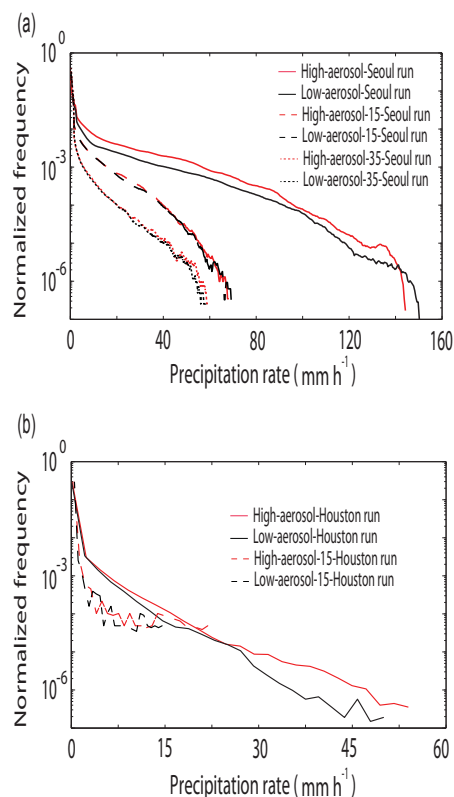 (a)
10^0
10^-3
10^-6
Normalized frequency
High-aerosol-Seoul run
Low-aerosol-Seoul run
High-aerosol-15-Seoul run
Low-aerosol-15-Seoul run
High-aerosol-35-Seoul run
Low-aerosol-35-Seoul run
0 40 80 120 160
Precipitation rate ( mm h^-1 )
(b)
10^0
10^-3
10^-6
Normalized frequency
High-aerosol-Houston run
Low-aerosol-Houston run
High-aerosol-15-Houston run
Low-aerosol-15-Houston run
0 15 30 45 60
Precipitation rate ( mm h^-1 )